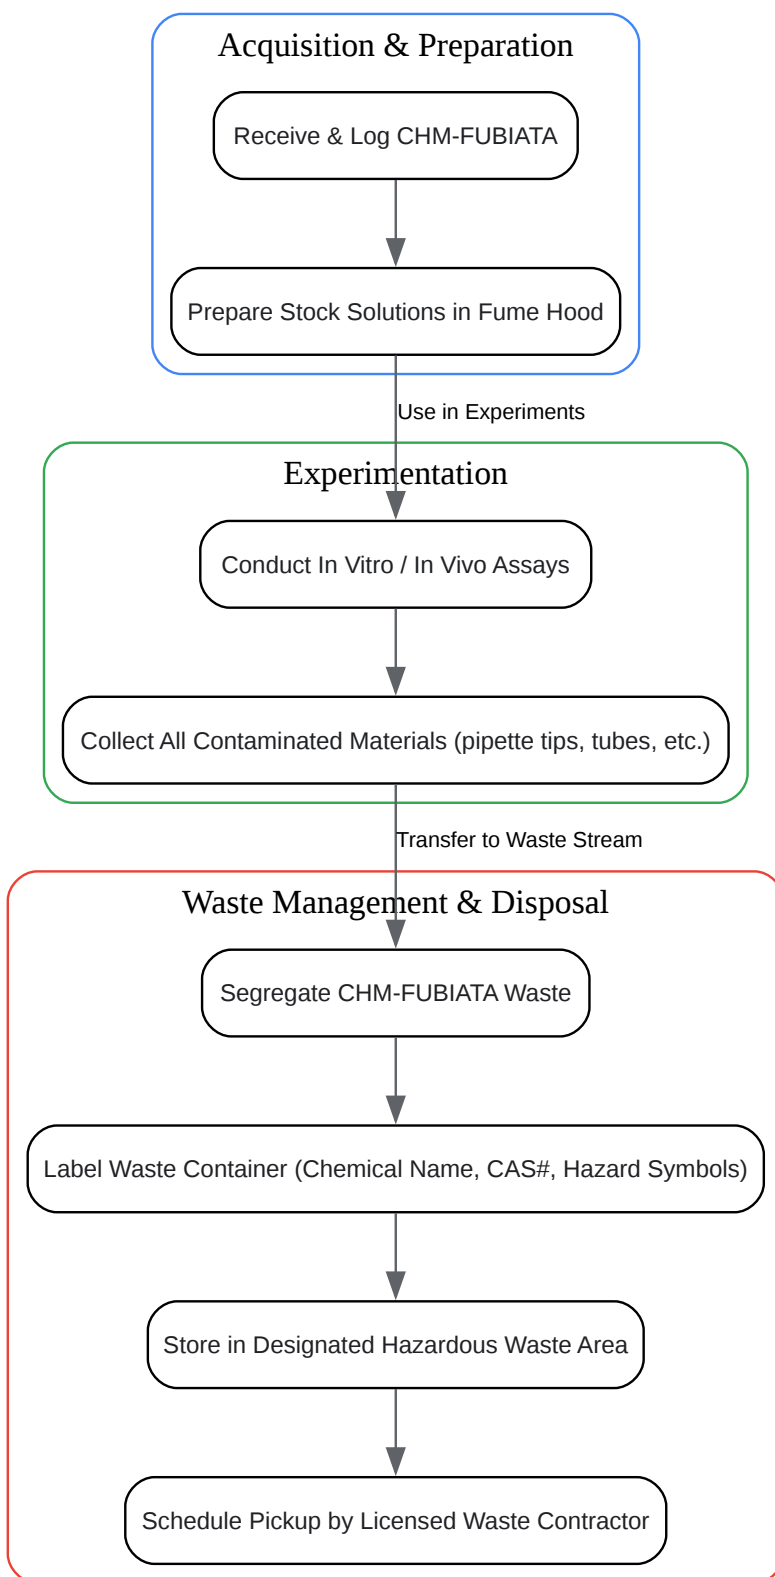 Acquisition & Preparation
Receive & Log CHM-FUBIATA
Prepare Stock Solutions in Fume Hood
Use in Experiments
Experimentation
Conduct In Vitro / In Vivo Assays
Collect All Contaminated Materials (pipette tips, tubes, etc.)
Transfer to Waste Stream
Waste Management & Disposal
Segregate CHM-FUBIATA Waste
Label Waste Container (Chemical Name, CAS#, Hazard Symbols)
Store in Designated Hazardous Waste Area
Schedule Pickup by Licensed Waste Contractor